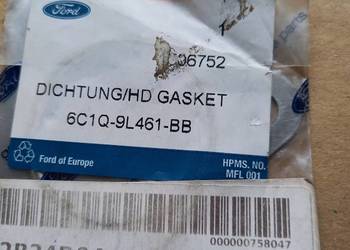 Ford
06752
DICHTUNG/HD GASKET
6C1Q-9L461-BB
Ford of Europe
HPMS. NO.
MFL 001
000000758047